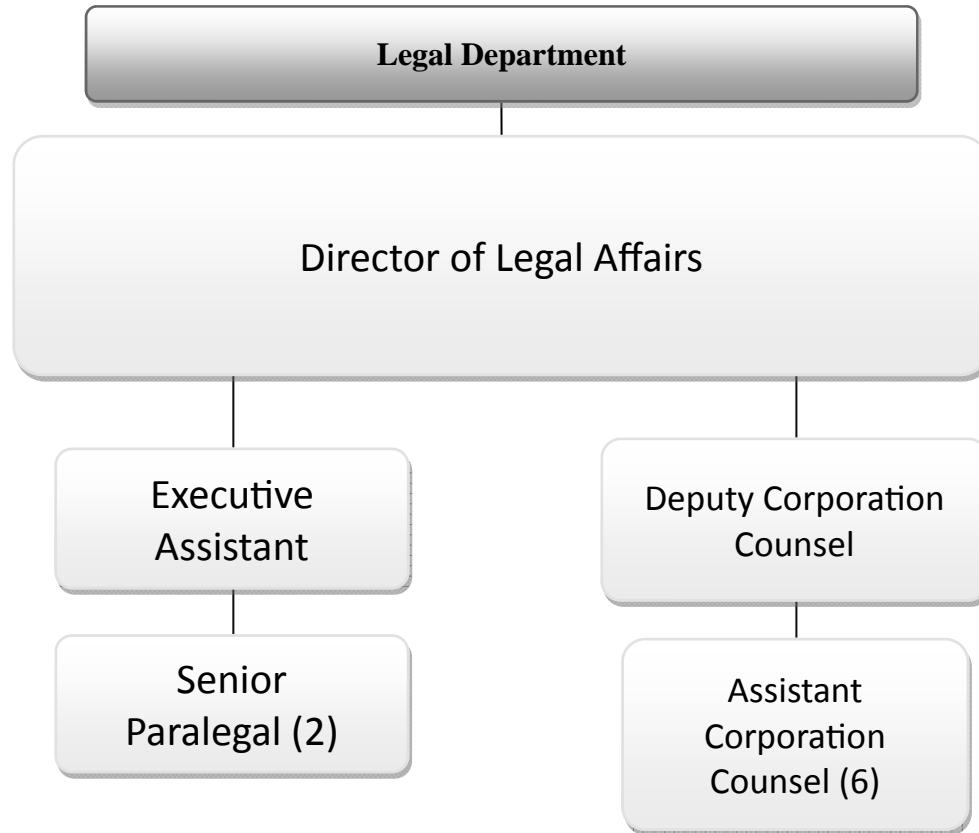 Legal Department
Director of Legal Affairs
Executive
Assistant
Deputy Corporation
Counsel
Senior
Paralegal (2)
Assistant
Corporation
Counsel (6)